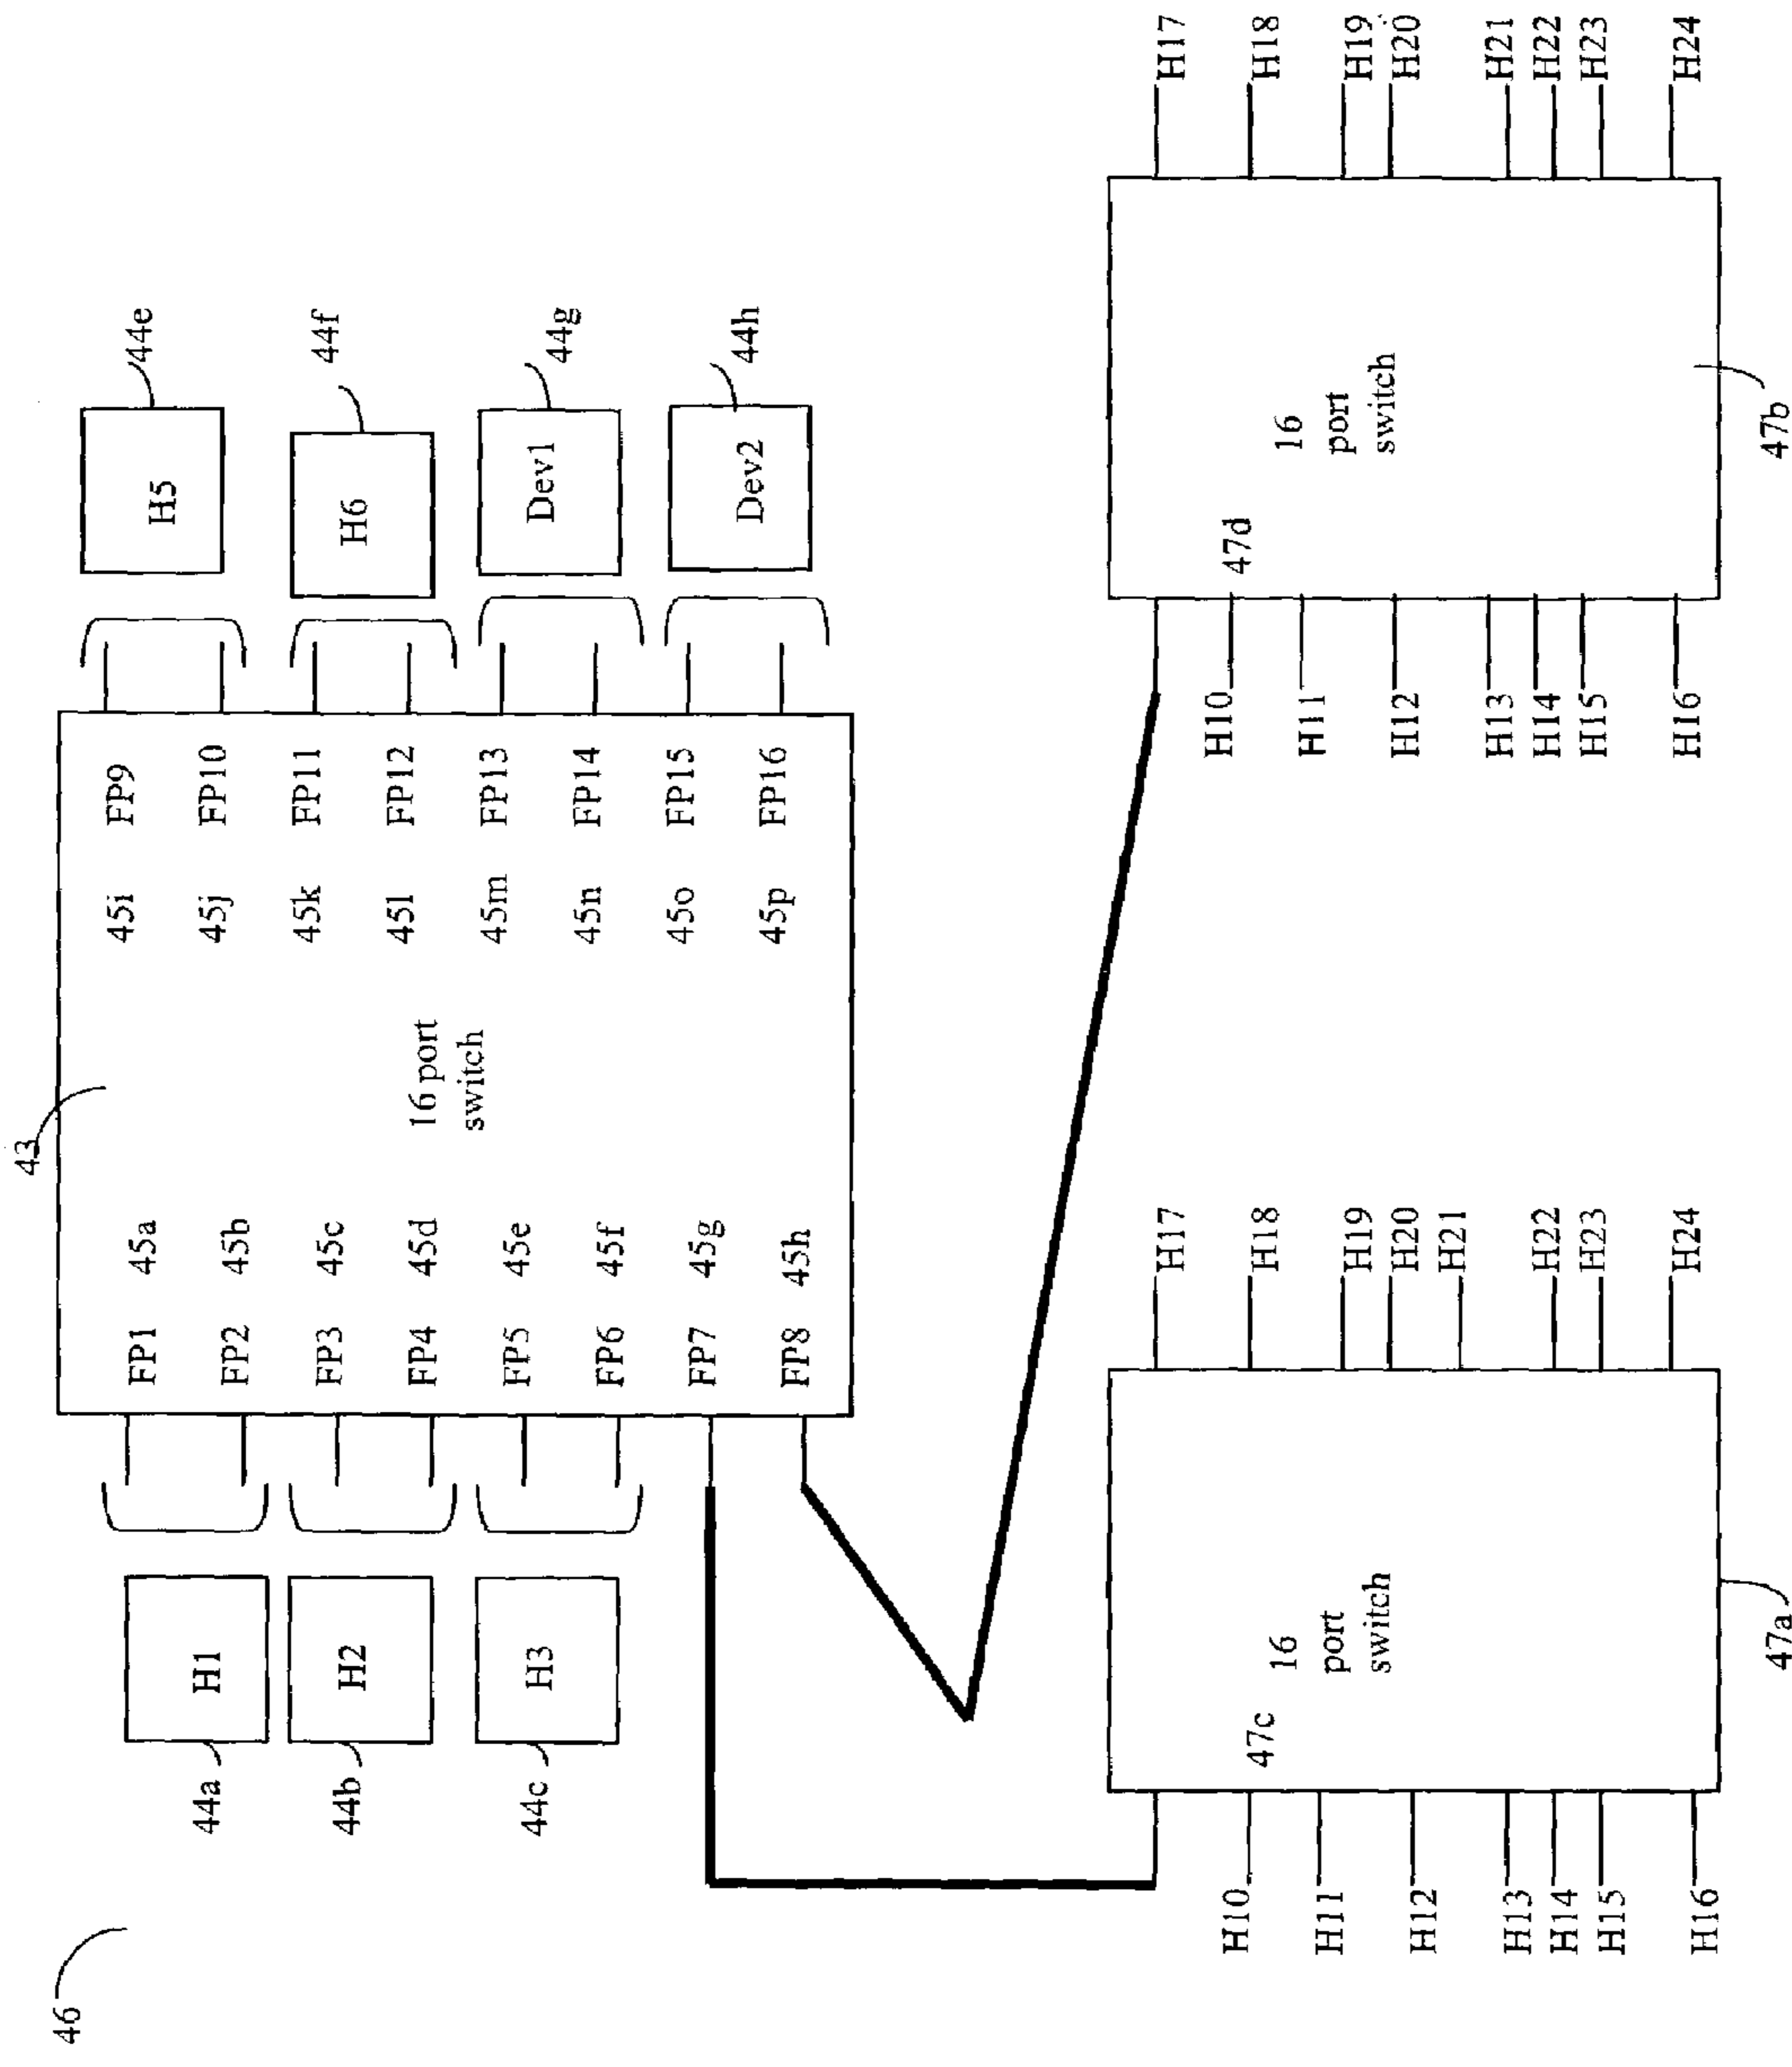 46
43
44a
H1
44b
H2
44c
H3
FP1 45a
FP2 45b
FP3 45c
FP4 45d
FP5 45e
FP6 45f
FP7 45g
FP8 45h
16 port
switch
45i FP9
45j FP10
45k FP11
45l FP12
45m FP13
45n FP14
45o FP15
45p FP16
44e
H5
44f
H6
44g
Dev1
44h
Dev2
H10
H11
H12
H13
H14
H15
H16
47c
16
port
switch
47a
H17
H18
H19
H20
H21
H22
H23
H24
H10
H11
H12
H13
H14
H15
H16
47d
16
port
switch
47b
H17
H18
H19
H20
H21
H22
H23
H24